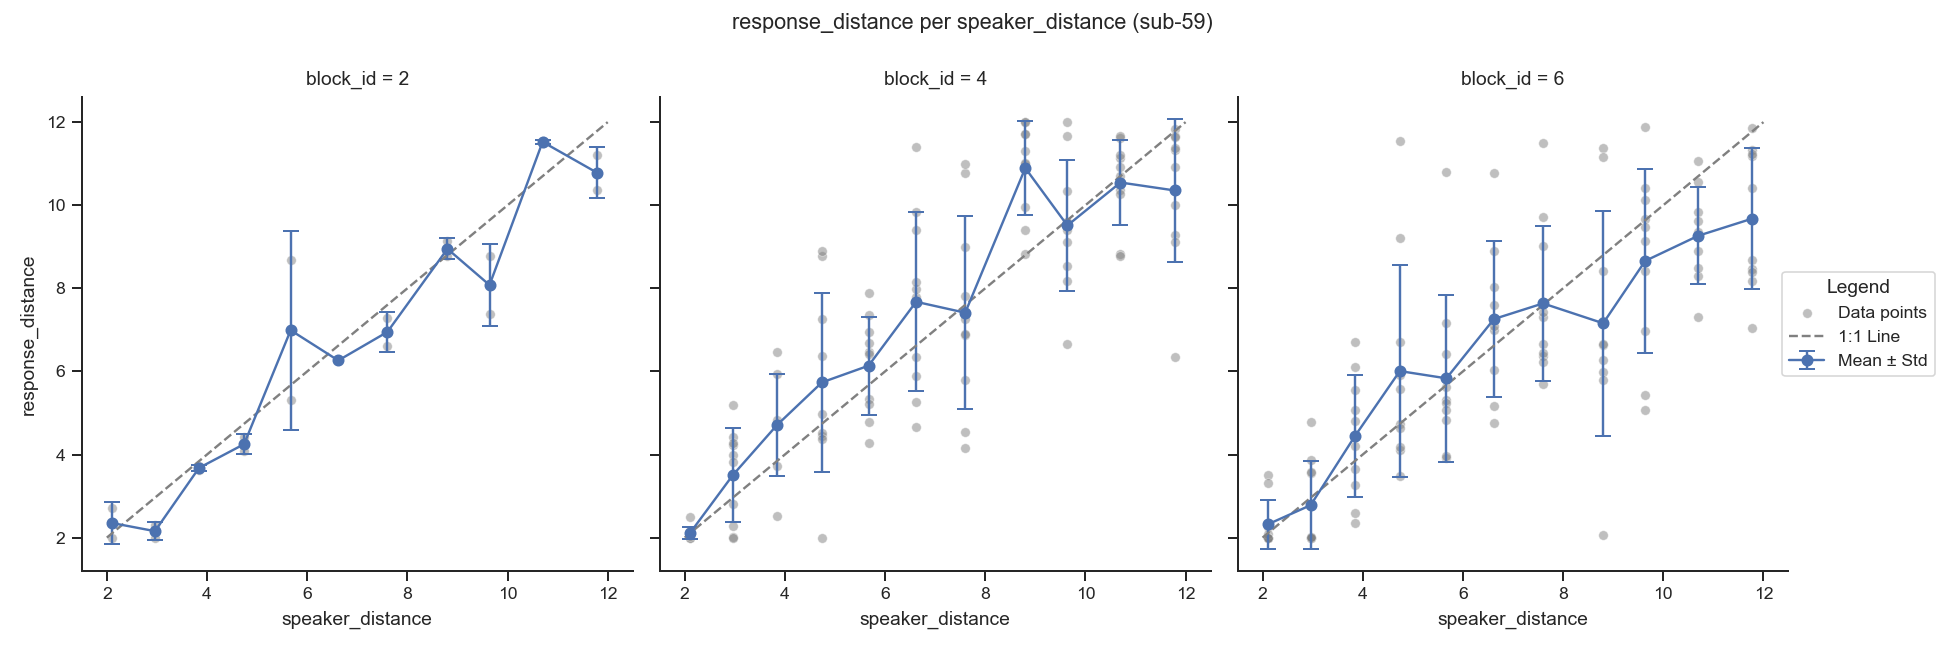 response_distance per speaker_distance (sub-59)
block_id = 2
block_id = 4
block_id = 6
response_distance
12
10
8
6
4
2
2 4 6 8 10 12
2 4 6 8 10 12
2 4 6 8 10 12
speaker_distance
speaker_distance
speaker_distance
Legend
Data points
1:1 Line
Mean ± Std